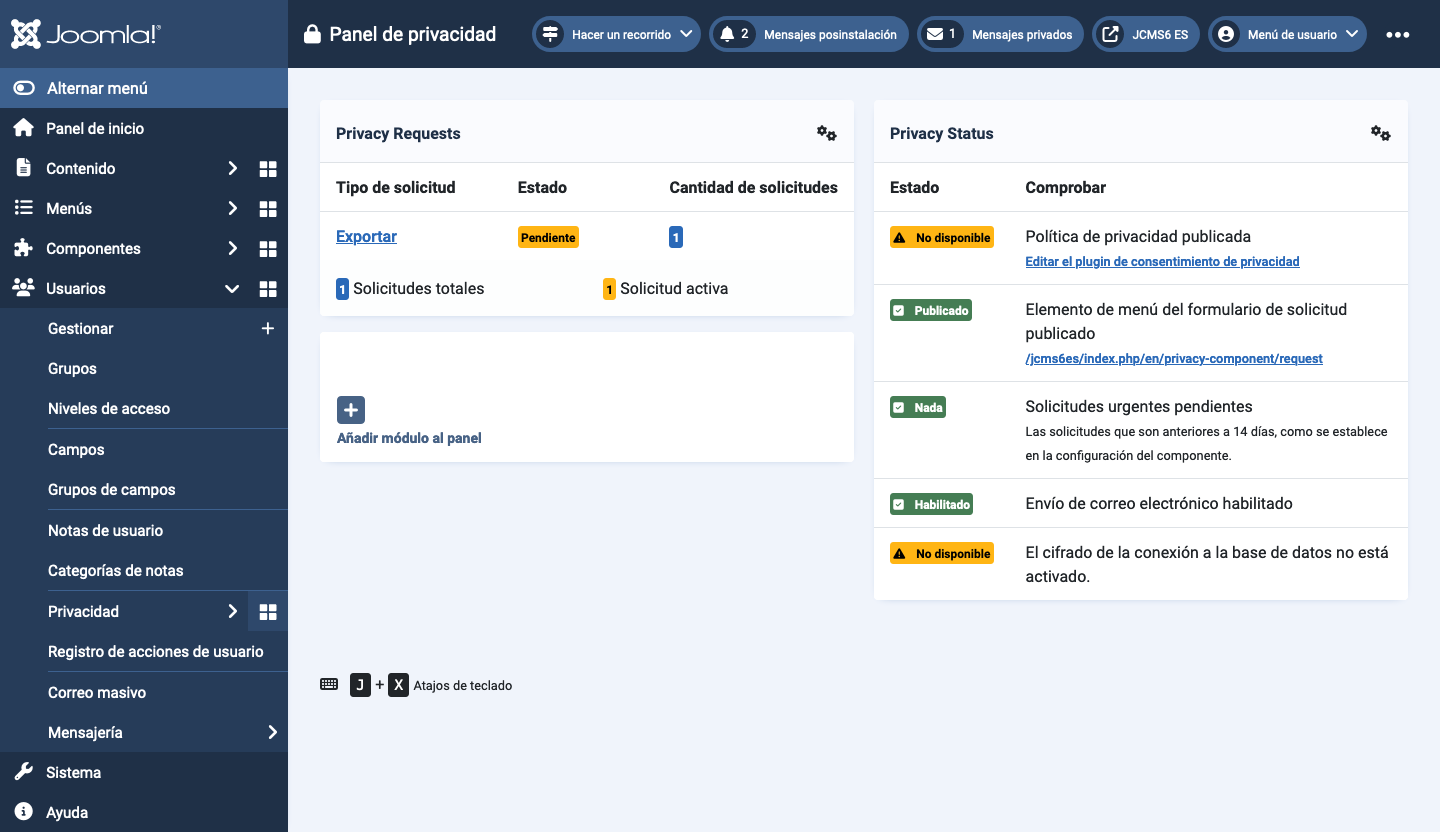 Joomla!®
Panel de privacidad
Hacer un recorrido
2 Mensajes posinstalación
1 Mensajes privados
JCMS6 ES
Menú de usuario
Alternar menú
Panel de inicio
Contenido
Menús
Componentes
Usuarios
Gestionar
Grupos
Niveles de acceso
Campos
Grupos de campos
Notas de usuario
Categorías de notas
Privacidad
Registro de acciones de usuario
Correo masivo
Mensajería
Sistema
Ayuda
Privacy Requests
Tipo de solicitud Estado Cantidad de solicitudes
Exportar Pendiente 1
1 Solicitudes totales 1 Solicitud activa
Añadir módulo al panel
Privacy Status
Estado Comprobar
No disponible Política de privacidad publicada
Editar el plugin de consentimiento de privacidad
Publicado Elemento de menú del formulario de solicitud
publicado
/jcms6es/index.php/en/privacy-component/request
Nada Solicitudes urgentes pendientes
Las solicitudes que son anteriores a 14 días, como se establece
en la configuración del componente.
Habilitado Envío de correo electrónico habilitado
No disponible El cifrado de la conexión a la base de datos no está
activado.
J + X Atajos de teclado